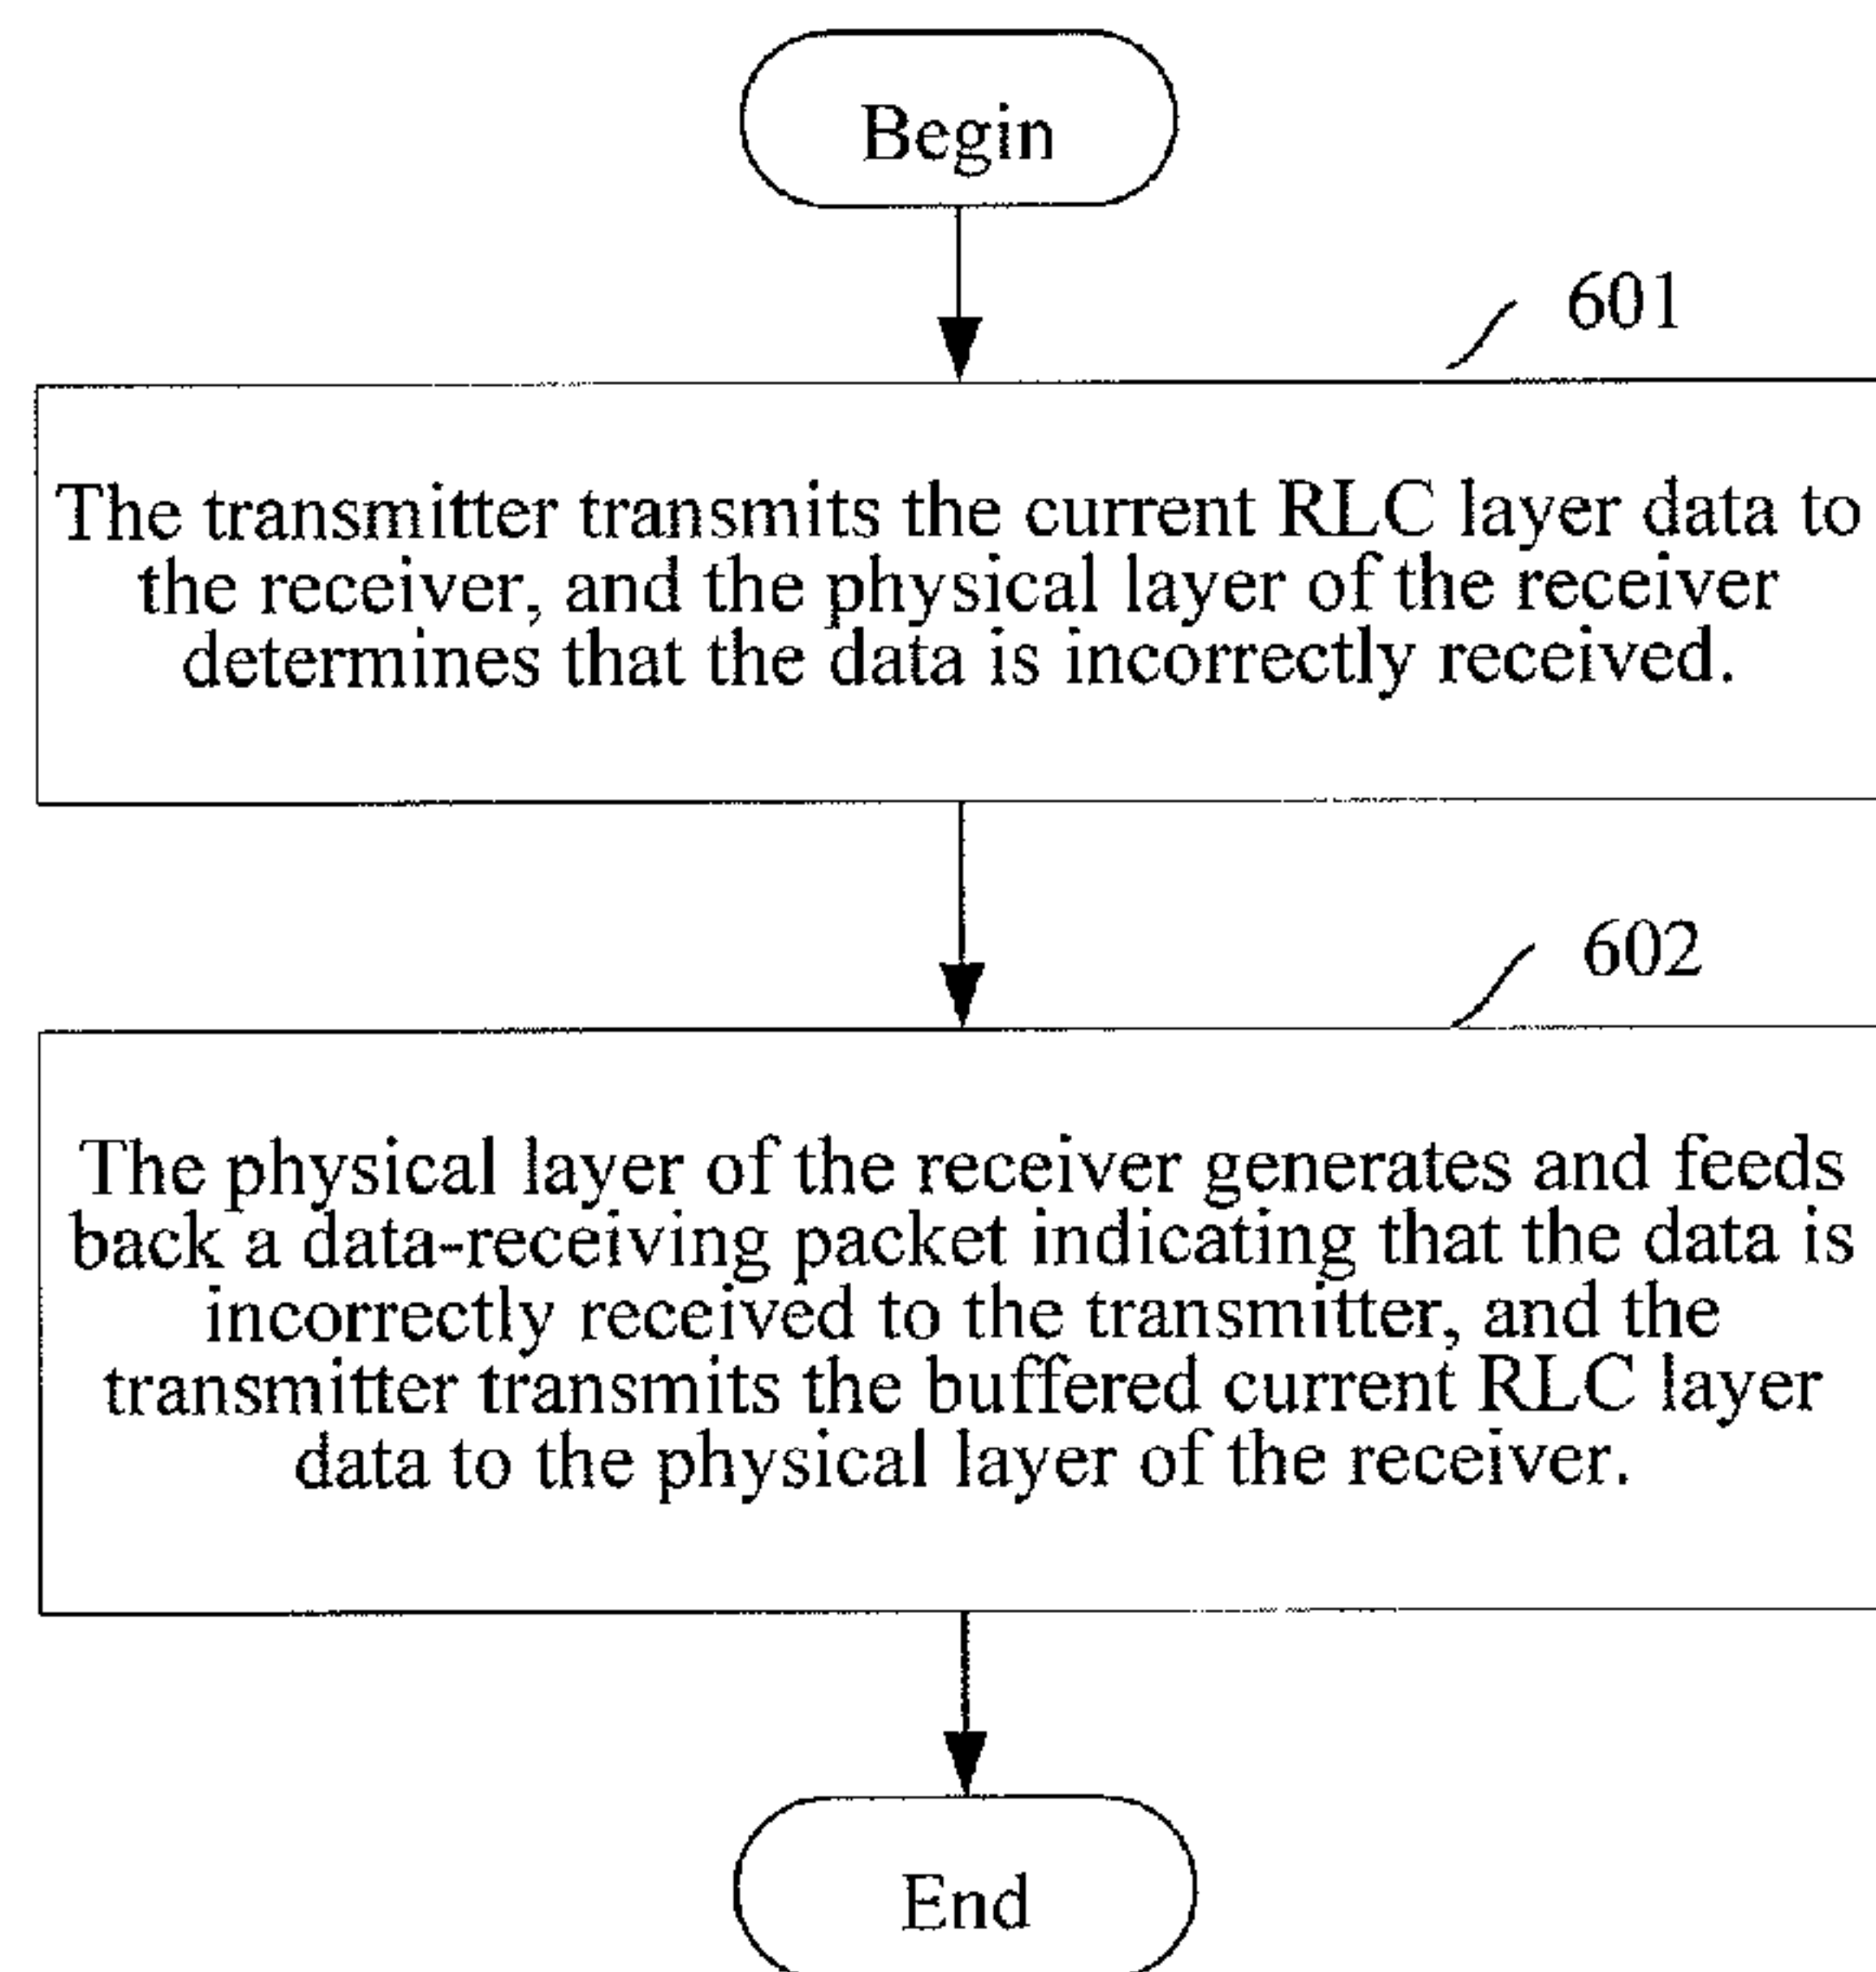 Begin
601
The transmitter transmits the current RLC layer data to
the receiver, and the physical layer of the receiver
determines that the data is incorrectly received.
602
The physical layer of the receiver generates and feeds
back a data-receiving packet indicating that the data is
incorrectly received to the transmitter, and the
transmitter transmits the buffered current RLC layer
data to the physical layer of the receiver.
End